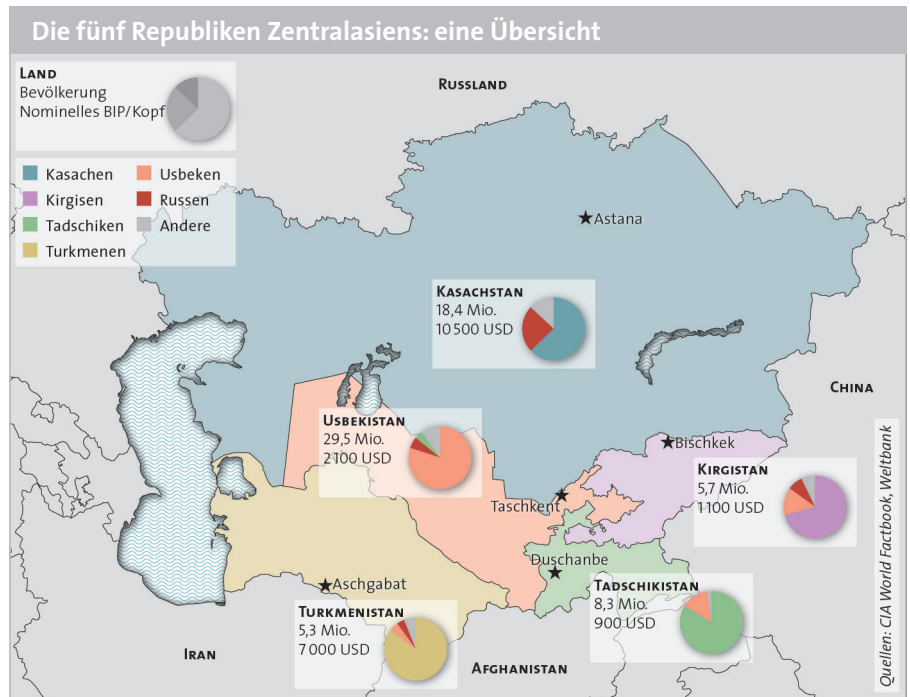 Die fünf Republiken Zentralasiens: eine Übersicht
LAND
Bevölkerung
Nominelles BIP/Kopf
Kasachen
Usbeken
Kirgisen
Russen
Tadschiken
Andere
Turkmenen
RUSSLAND
Astana
KASACHSTAN
18,4 Mio.
10 500 USD
CHINA
USBEKISTAN
29,5 Mio.
2 100 USD
Bischkek
KIRGISTAN
5,7 Mio.
1 100 USD
Taschkent
Duschanbe
Aschgabat
TADSCHIKISTAN
8,3 Mio.
900 USD
TURKMENISTAN
5,3 Mio.
7 000 USD
IRAN
AFGHANISTAN
Quellen: CIA World Factbook, Weltbank